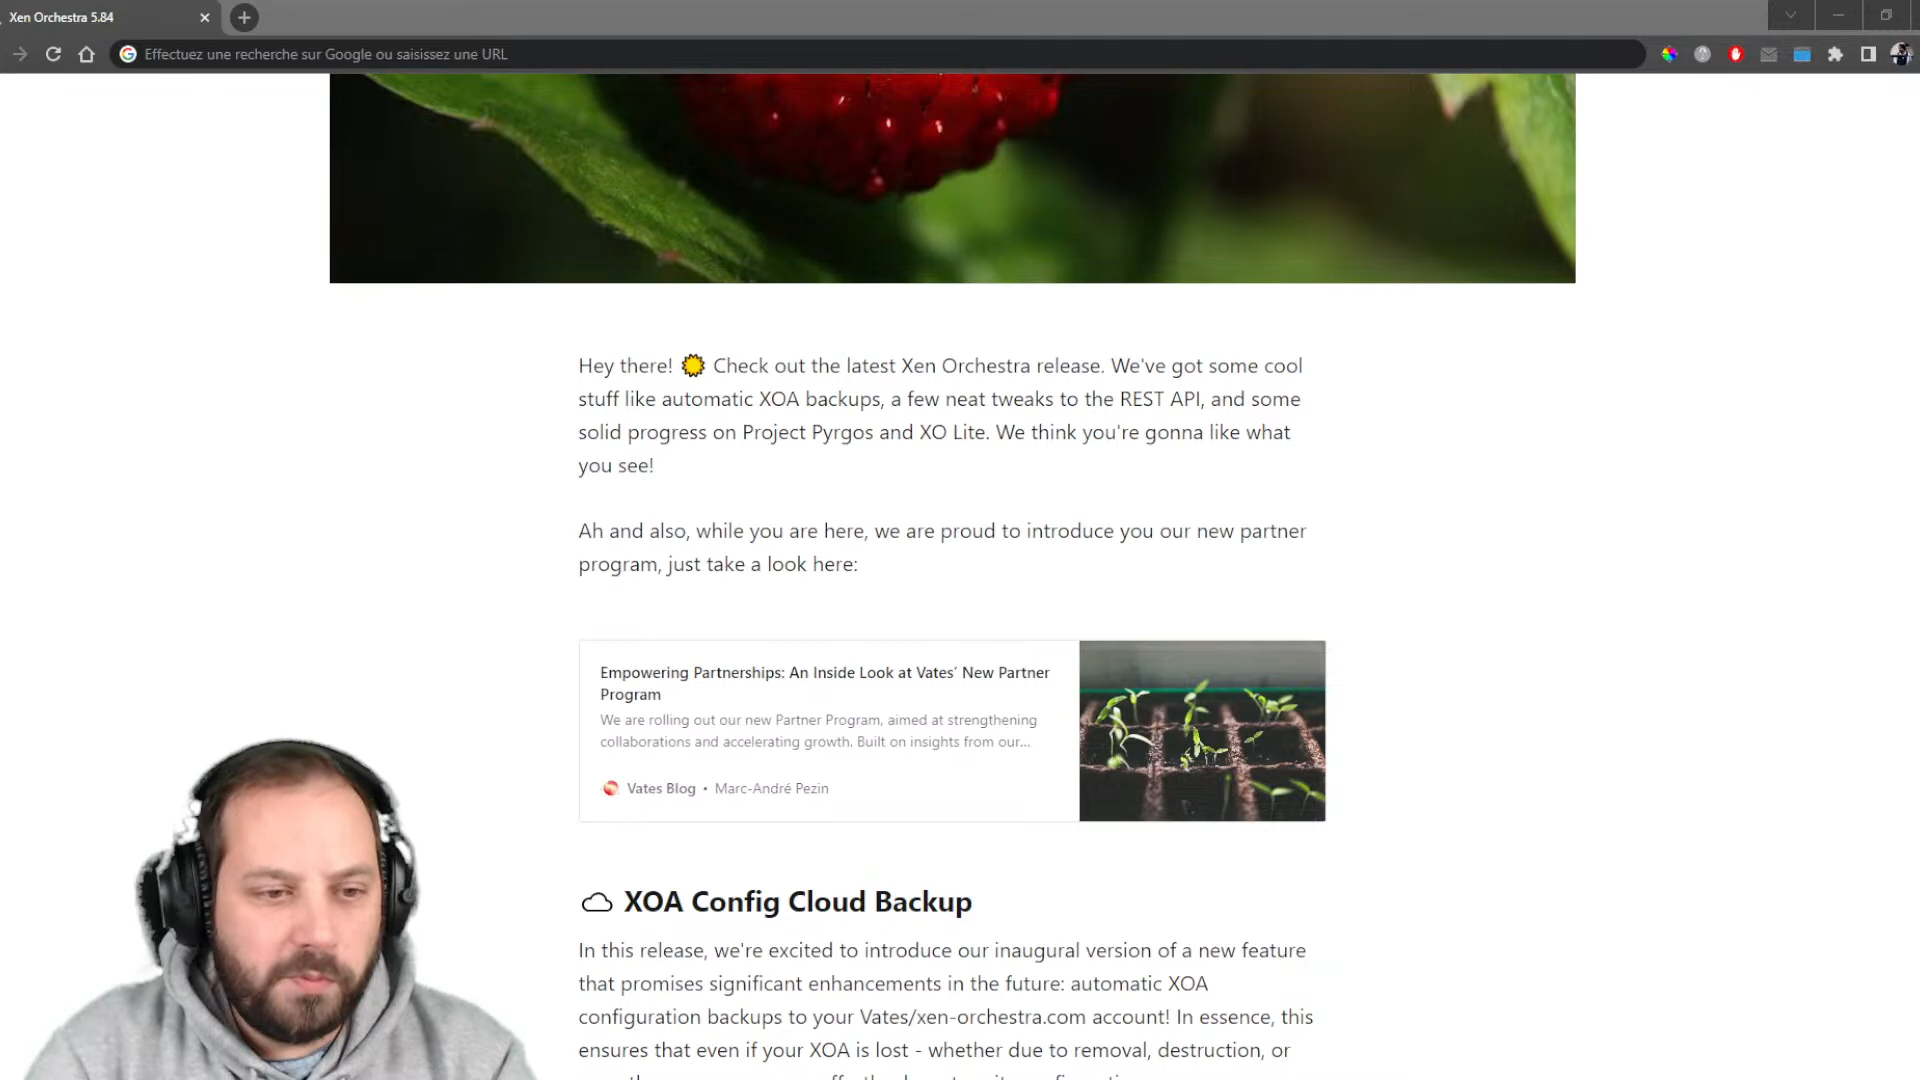 Xen Orchestra 5.84
Effectuez une recherche sur Google ou saisissez une URL
Hey there! Check out the latest Xen Orchestra release. We've got some cool
stuff like automatic XOA backups, a few neat tweaks to the REST API, and some
solid progress on Project Pyrgos and XO Lite. We think you're gonna like what
you see!
Ah and also, while you are here, we are proud to introduce you our new partner
program, just take a look here:
Empowering Partnerships: An Inside Look at Vates’ New Partner
Program
We are rolling out our new Partner Program, aimed at strengthening
collaborations and accelerating growth. Built on insights from our...
Vates Blog • Marc-André Pezin
XOA Config Cloud Backup
In this release, we're excited to introduce our inaugural version of a new feature
that promises significant enhancements in the future: automatic XOA
configuration backups to your Vates/xen-orchestra.com account! In essence, this
ensures that even if your XOA is lost - whether due to removal, destruction, or